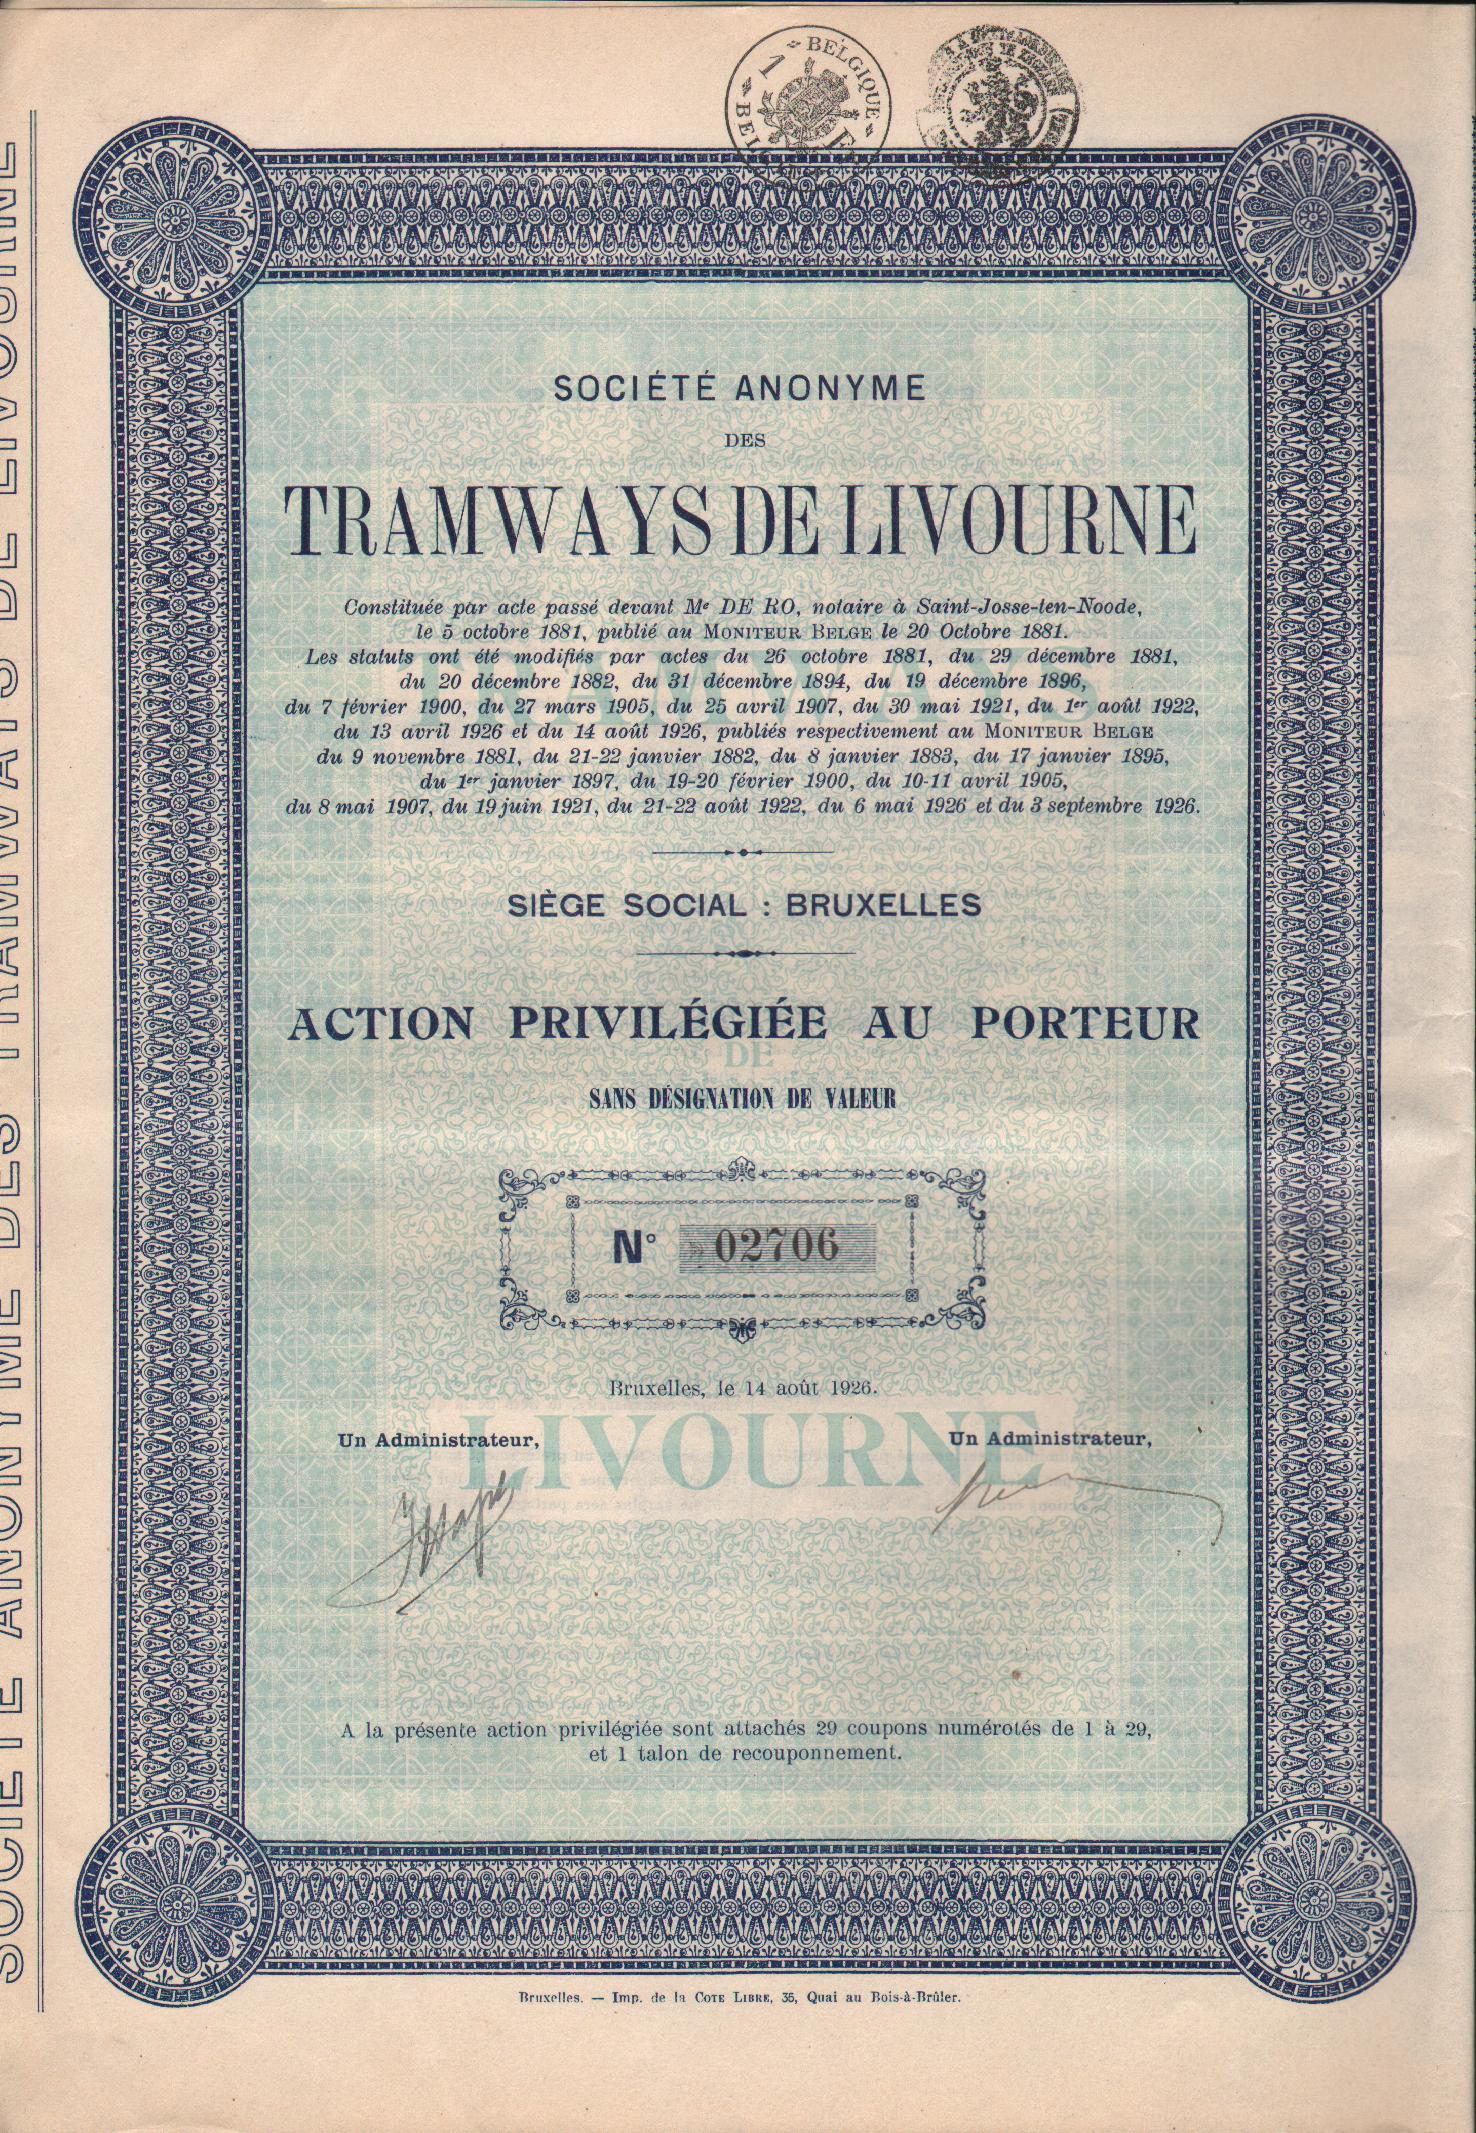 BELGIQUE
1 F
SOCIÉTÉ ANONYME DES TRAMWAYS DE LIVOURNE
SOCIÉTÉ ANONYME
DES
TRAMWAYS DE LIVOURNE
Constituée par acte passé devant Me DE RO, notaire à Saint-Josse-ten-Noode,
le 5 octobre 1881, publié au MONITEUR BELGE le 20 Octobre 1881.
Les statuts ont été modifiés par actes du 26 octobre 1881, du 29 décembre 1881,
du 20 décembre 1882, du 31 décembre 1894, du 19 décembre 1896,
du 7 février 1900, du 27 mars 1905, du 25 avril 1907, du 30 mai 1921, du 1er août 1922,
du 13 avril 1926 et du 14 août 1926, publiés respectivement au MONITEUR BELGE
du 9 novembre 1881, du 21-22 janvier 1882, du 8 janvier 1883, du 17 janvier 1895,
du 1er janvier 1897, du 19-20 février 1900, du 10-11 avril 1905,
du 8 mai 1907, du 19 juin 1921, du 21-22 août 1922, du 6 mai 1926 et du 3 septembre 1926.
TRAMWAYS
SIÈGE SOCIAL : BRUXELLES
ACTION PRIVILÉGIÉE AU PORTEUR
DE
SANS DÉSIGNATION DE VALEUR
N° 02706
Bruxelles, le 14 août 1926.
LIVOURNE
Un Administrateur, Un Administrateur,
A la présente action privilégiée sont attachés 29 coupons numérotés de 1 à 29,
et 1 talon de recouponnement.
Bruxelles. — Imp. de la COTE LIBRE, 35, Quai au Bois-à-Brûler.